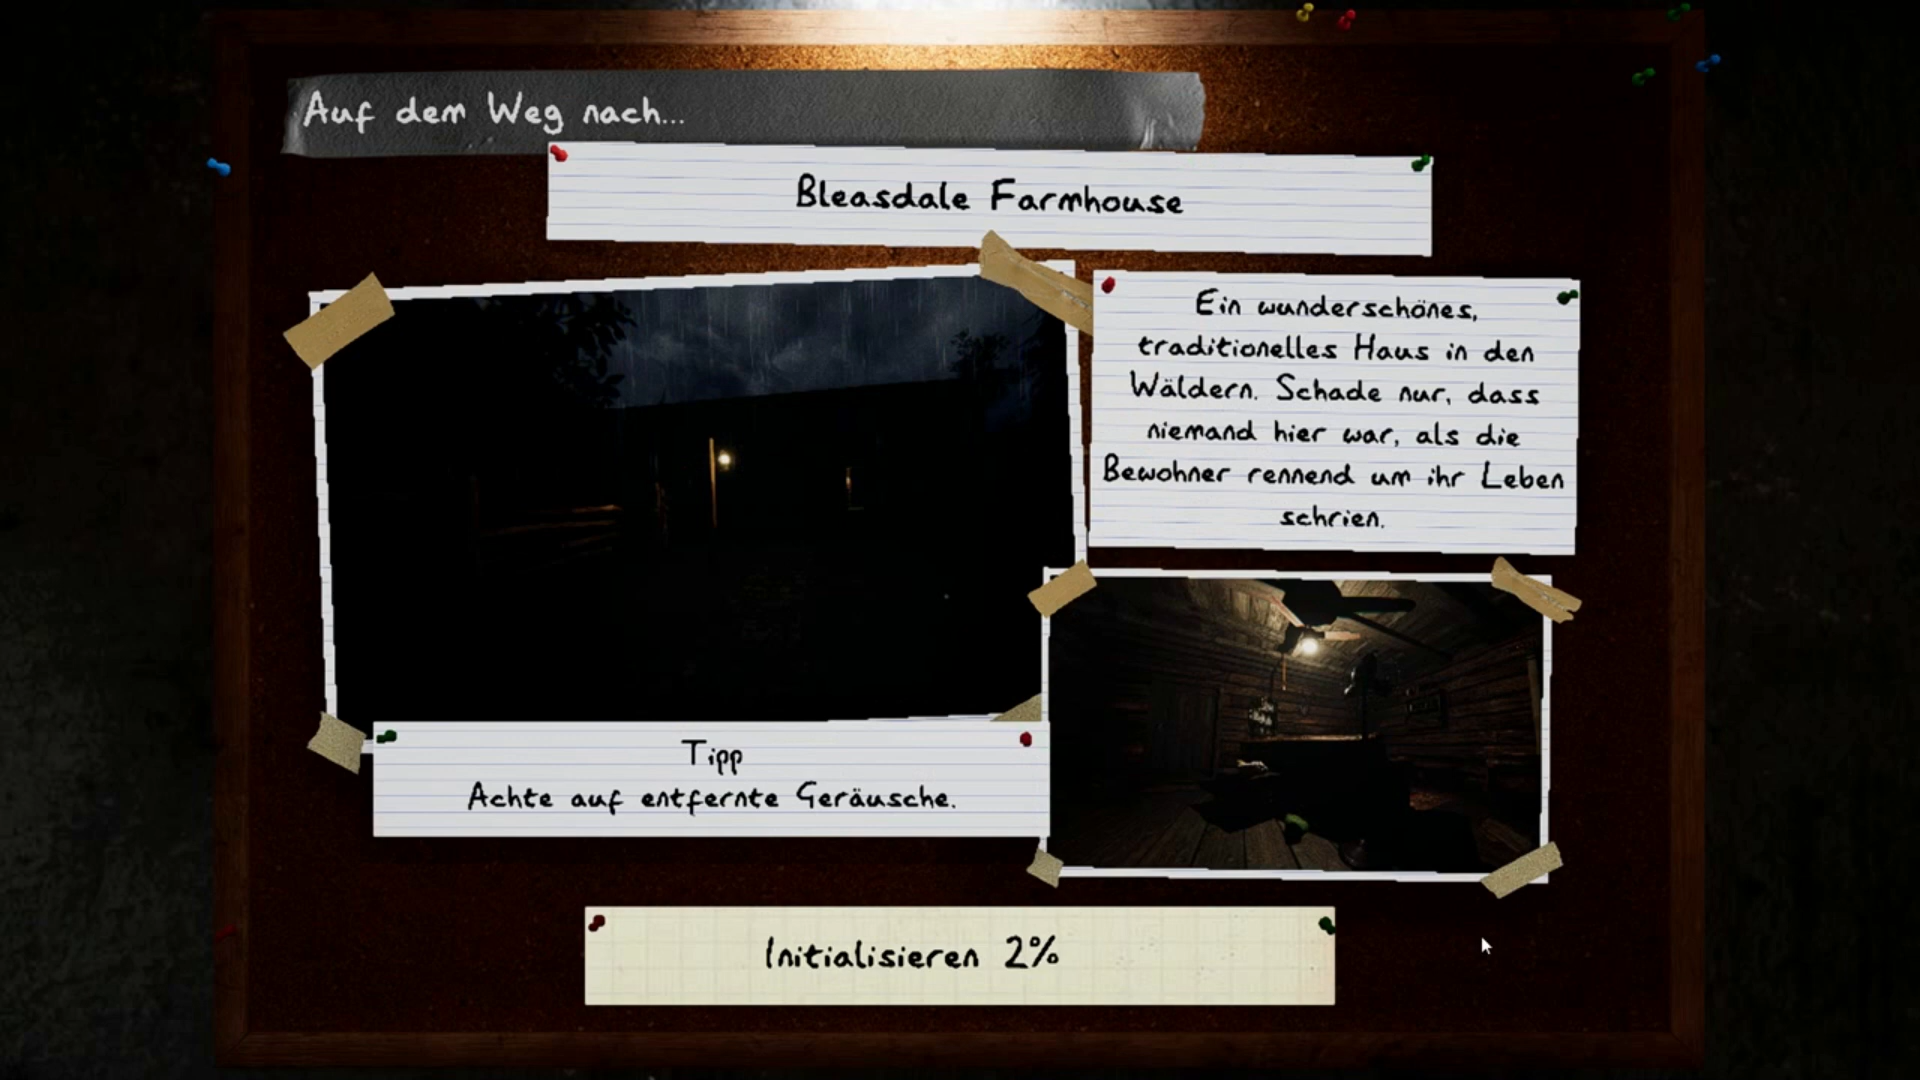 Auf dem Weg nach...
Bleasdale Farmhouse
Ein wunderschönes,
traditionelles Haus in den
Wäldern. Schade nur, dass
niemand hier war, als die
Bewohner rennend um ihr Leben
schrien.
Tipp
Achte auf entfernte Geräusche.
Initialisieren 2%